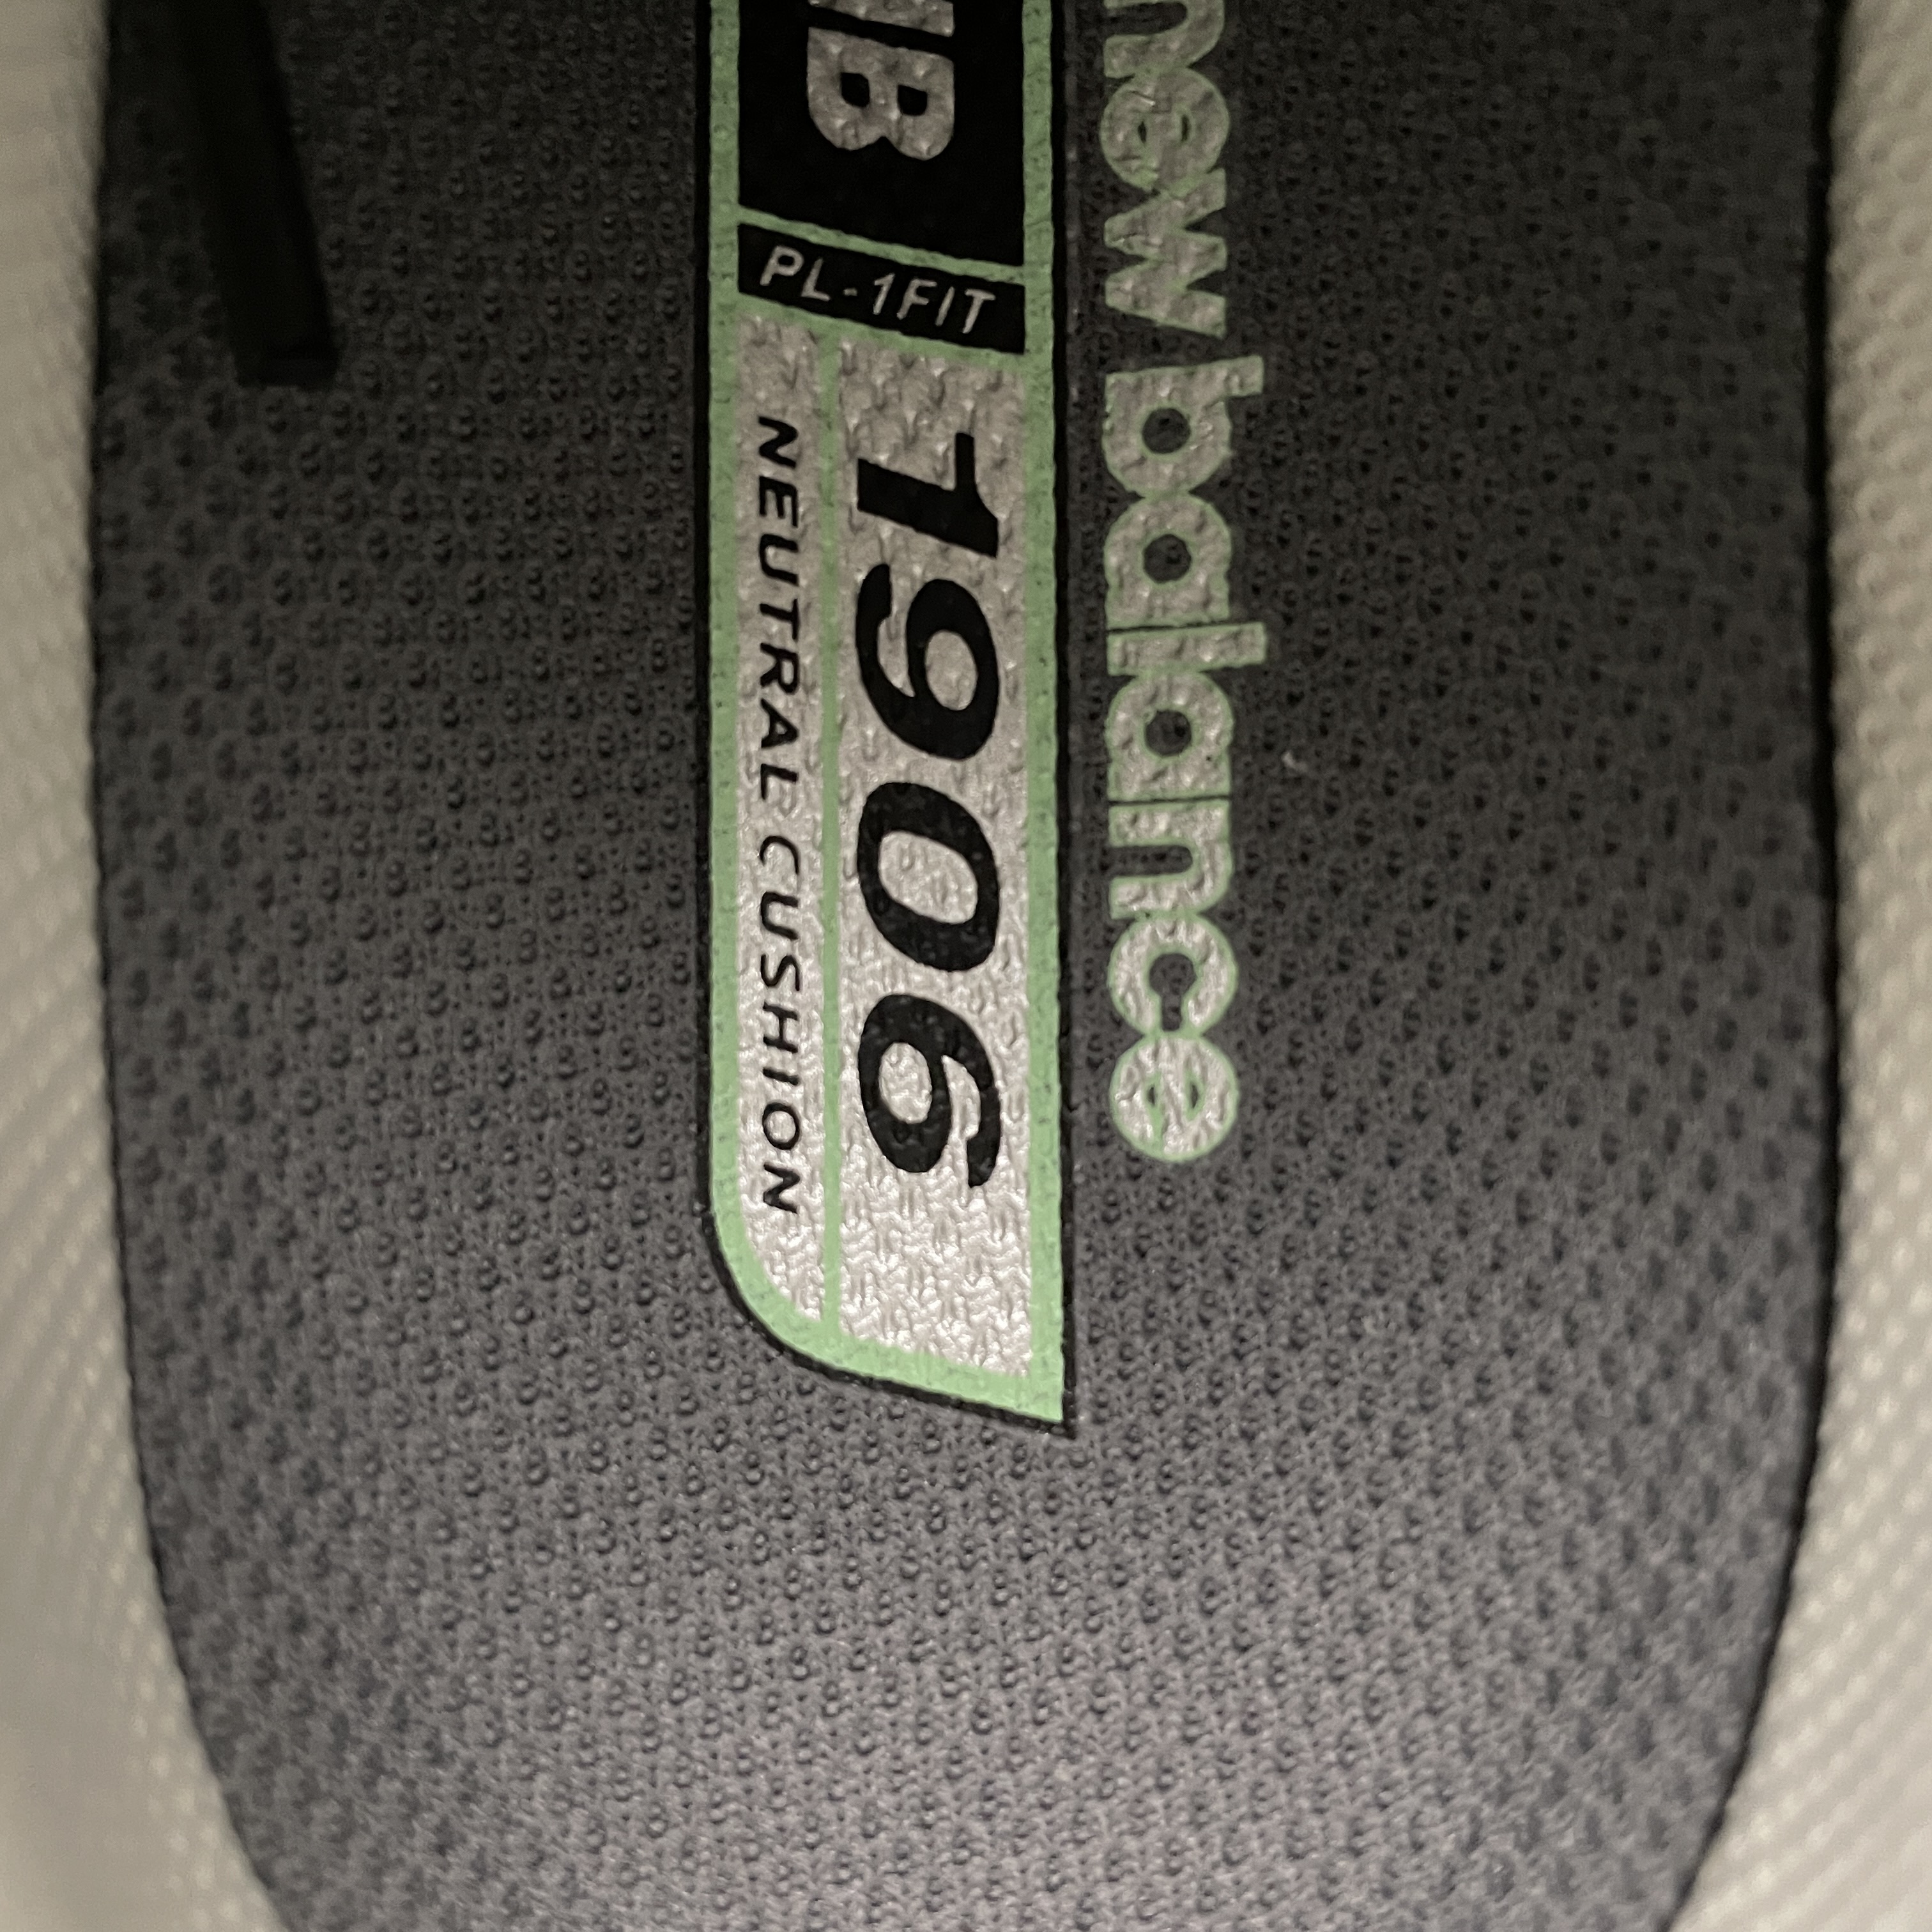 new balance
NB
PL-1FIT
1906
NEUTRAL CUSHION